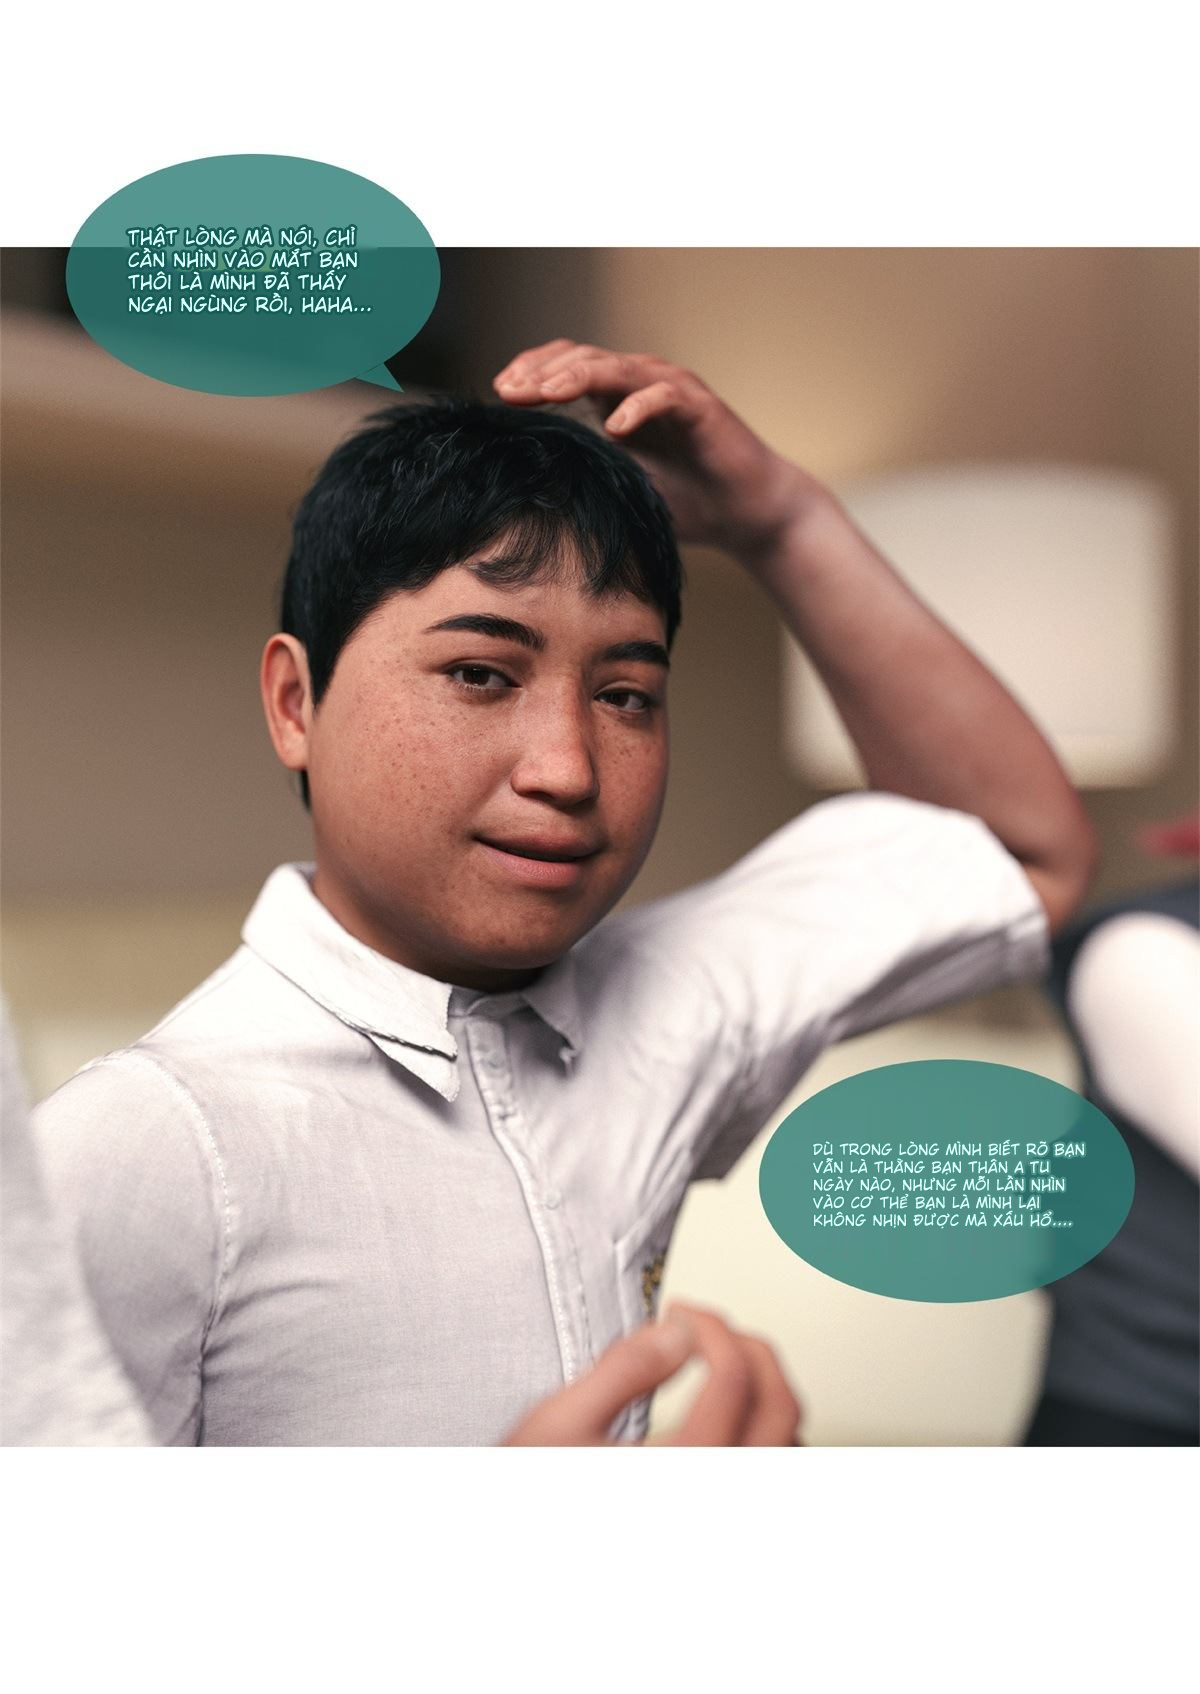 THẬT LÒNG MÀ NÓI, CHỈ
CẦN NHÌN VÀO MẮT BẠN
THÔI LÀ MÌNH ĐÃ THẤY
NGẠI NGÙNG RỒI, HAHA...
DÙ TRONG LÒNG MÌNH BIẾT RÕ BẠN
VẪN LÀ THẰNG BẠN THÂN A TU
NGÀY NÀO, NHƯNG MỖI LẦN NHÌN
VÀO CƠ THỂ BẠN LÀ MÌNH LẠI
KHÔNG NHỊN ĐƯỢC MÀ XẤU HỔ....